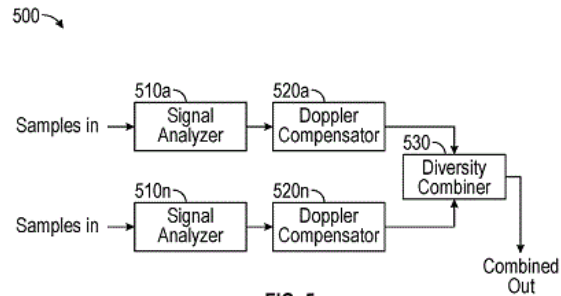 500
510a
520a
Samples in
Signal
Analyzer
Doppler
Compensator
530
Diversity
Combiner
510n
520n
Samples in
Signal
Analyzer
Doppler
Compensator
Combined
Out